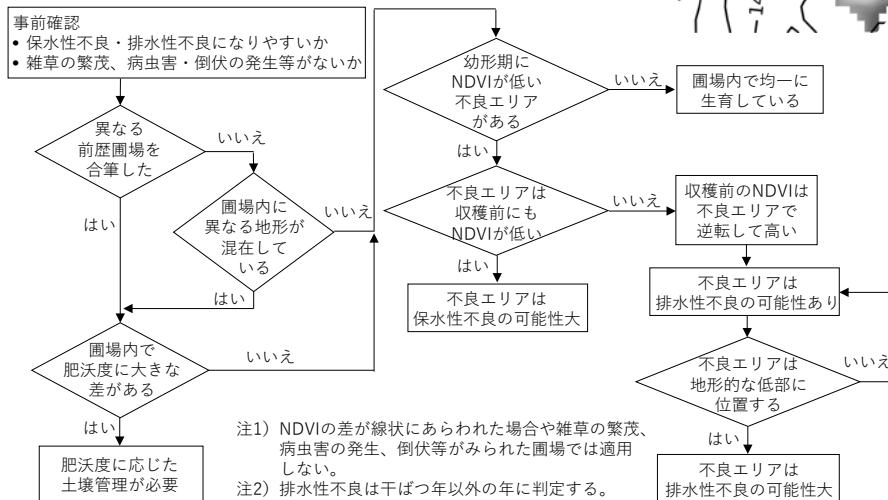 事前確認
• 保水性不良・排水性不良になりやすいか
• 雑草の繁茂、病虫害・倒伏の発生等がないか
異なる
前歴圃場を
合筆した
いいえ
はい
圃場内に
異なる地形が
混在して
いる
いいえ
はい
圃場内で
肥沃度に大きな
差がある
いいえ
はい
肥沃度に応じた
土壌管理が必要
幼形期に
NDVIが低い
不良エリア
がある
いいえ
圃場内で均一に
生育している
はい
不良エリアは
収穫前にも
NDVIが低い
いいえ
収穫前のNDVIは
不良エリアで
逆転して高い
はい
不良エリアは
保水性不良の可能性大
不良エリアは
排水性不良の可能性あり
不良エリアは
地形的な低部に
位置する
いいえ
はい
不良エリアは
排水性不良の可能性大
注1）NDVIの差が線状にあらわれた場合や雑草の繁茂、
病虫害の発生、倒伏等がみられた圃場では適用
しない。
注2）排水性不良は干ばつ年以外の年に判定する。